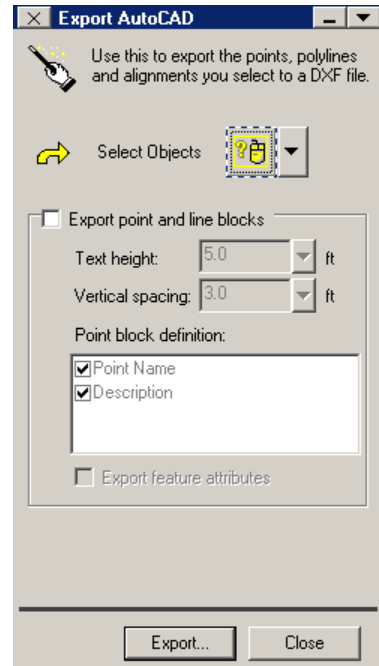 Export AutoCAD
Use this to export the points, polylines
and alignments you select to a DXF file.
Select Objects
Export point and line blocks
Text height: 5.0 ft
Vertical spacing: 3.0 ft
Point block definition:
Point Name
Description
Export feature attributes
Export... Close